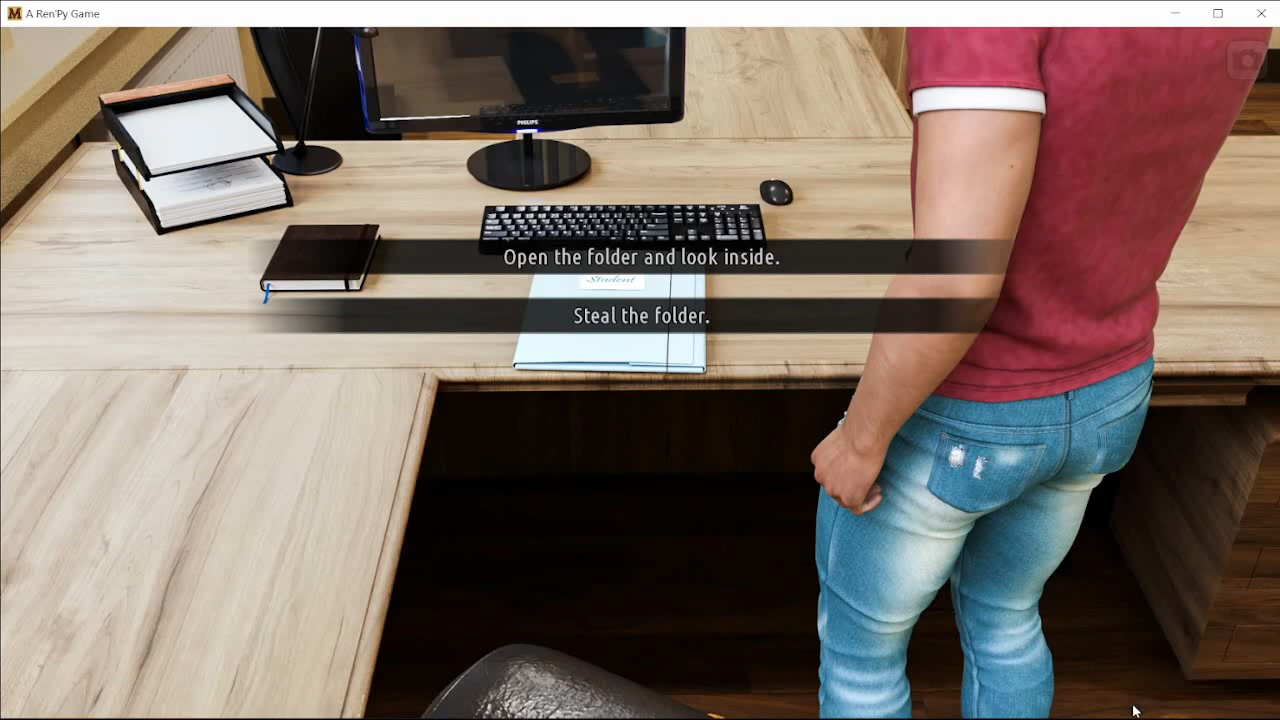 A Ren'Py Game
PHILIPS
Open the folder and look inside.
Student
Steal the folder.